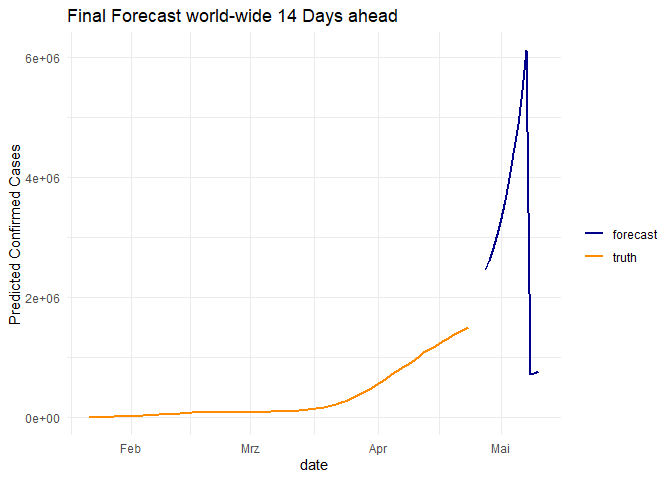 Final Forecast world-wide 14 Days ahead
6e+06
4e+06
2e+06
0e+00
Predicted Confirmed Cases
Feb
Mrz
Apr
Mai
date
forecast
truth